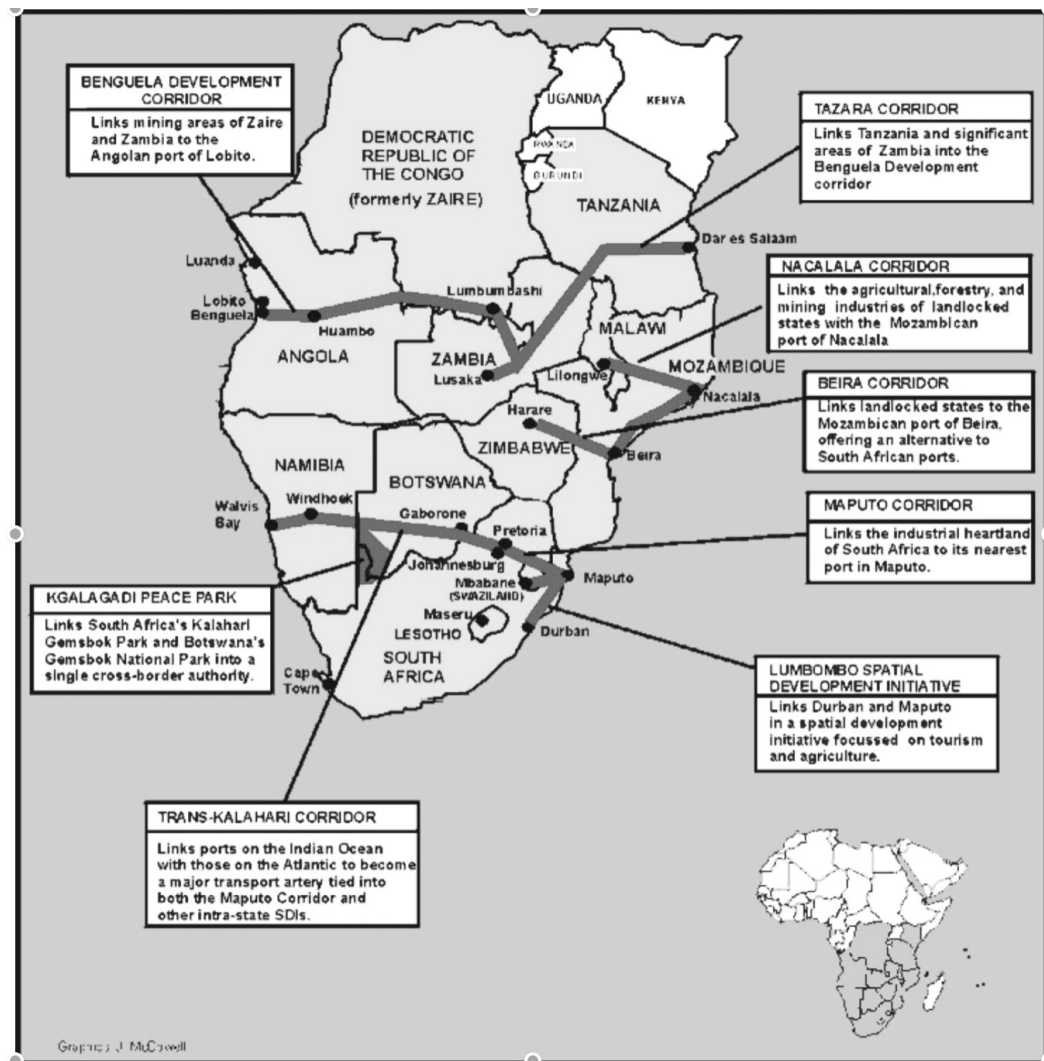 BENGUELA DEVELOPMENT
CORRIDOR
Links mining areas of Zaire
and Zambia to the
Angolan port of Lobito.
TAZARA CORRIDOR
Links Tanzania and significant
areas of Zambia into the
Benguela Development
corridor
NACALALA CORRIDOR
Links the agricultural,forestry, and
mining industries of landlocked
states with the Mozambican
port of Nacalala
BEIRA CORRIDOR
Links landlocked states to the
Mozambican port of Beira,
offering an alternative to
South African ports.
MAPUTO CORRIDOR
Links the industrial heartland
of South Africa to its nearest
port in Maputo.
LUMBOMBO SPATIAL
DEVELOPMENT INITIATIVE
Links Durban and Maputo
in a spatial development
initiative focussed on tourism
and agriculture.
KGALAGADI PEACE PARK
Links South Africa's Kalahari
Gemsbok Park and Botswana's
Gemsbok National Park into a
single cross-border authority.
TRANS-KALAHARI CORRIDOR
Links ports on the Indian Ocean
with those on the Atlantic to become
a major transport artery tied into
both the Maputo Corridor and
other intra-state SDIs.
UGANDA
KENYA
RWANDA
BURUNDI
DEMOCRATIC
REPUBLIC OF
THE CONGO
(formerly ZAIRE)
TANZANIA
Dar es Salaam
Luanda
Lobito
Benguela
Huambo
Lumbumbashi
ANGOLA
ZAMBIA
Lusaka
MALAWI
Lilongwe
MOZAMBIQUE
Nacalala
Harare
ZIMBABWE
Beira
NAMIBIA
BOTSWANA
Walvis
Bay
Windhoek
Gaborone
Pretoria
Johannesburg
Mbabane
(SWAZILAND)
Maputo
Maseru
LESOTHO
Durban
SOUTH
AFRICA
Cape
Town
Graphics J. McDowell